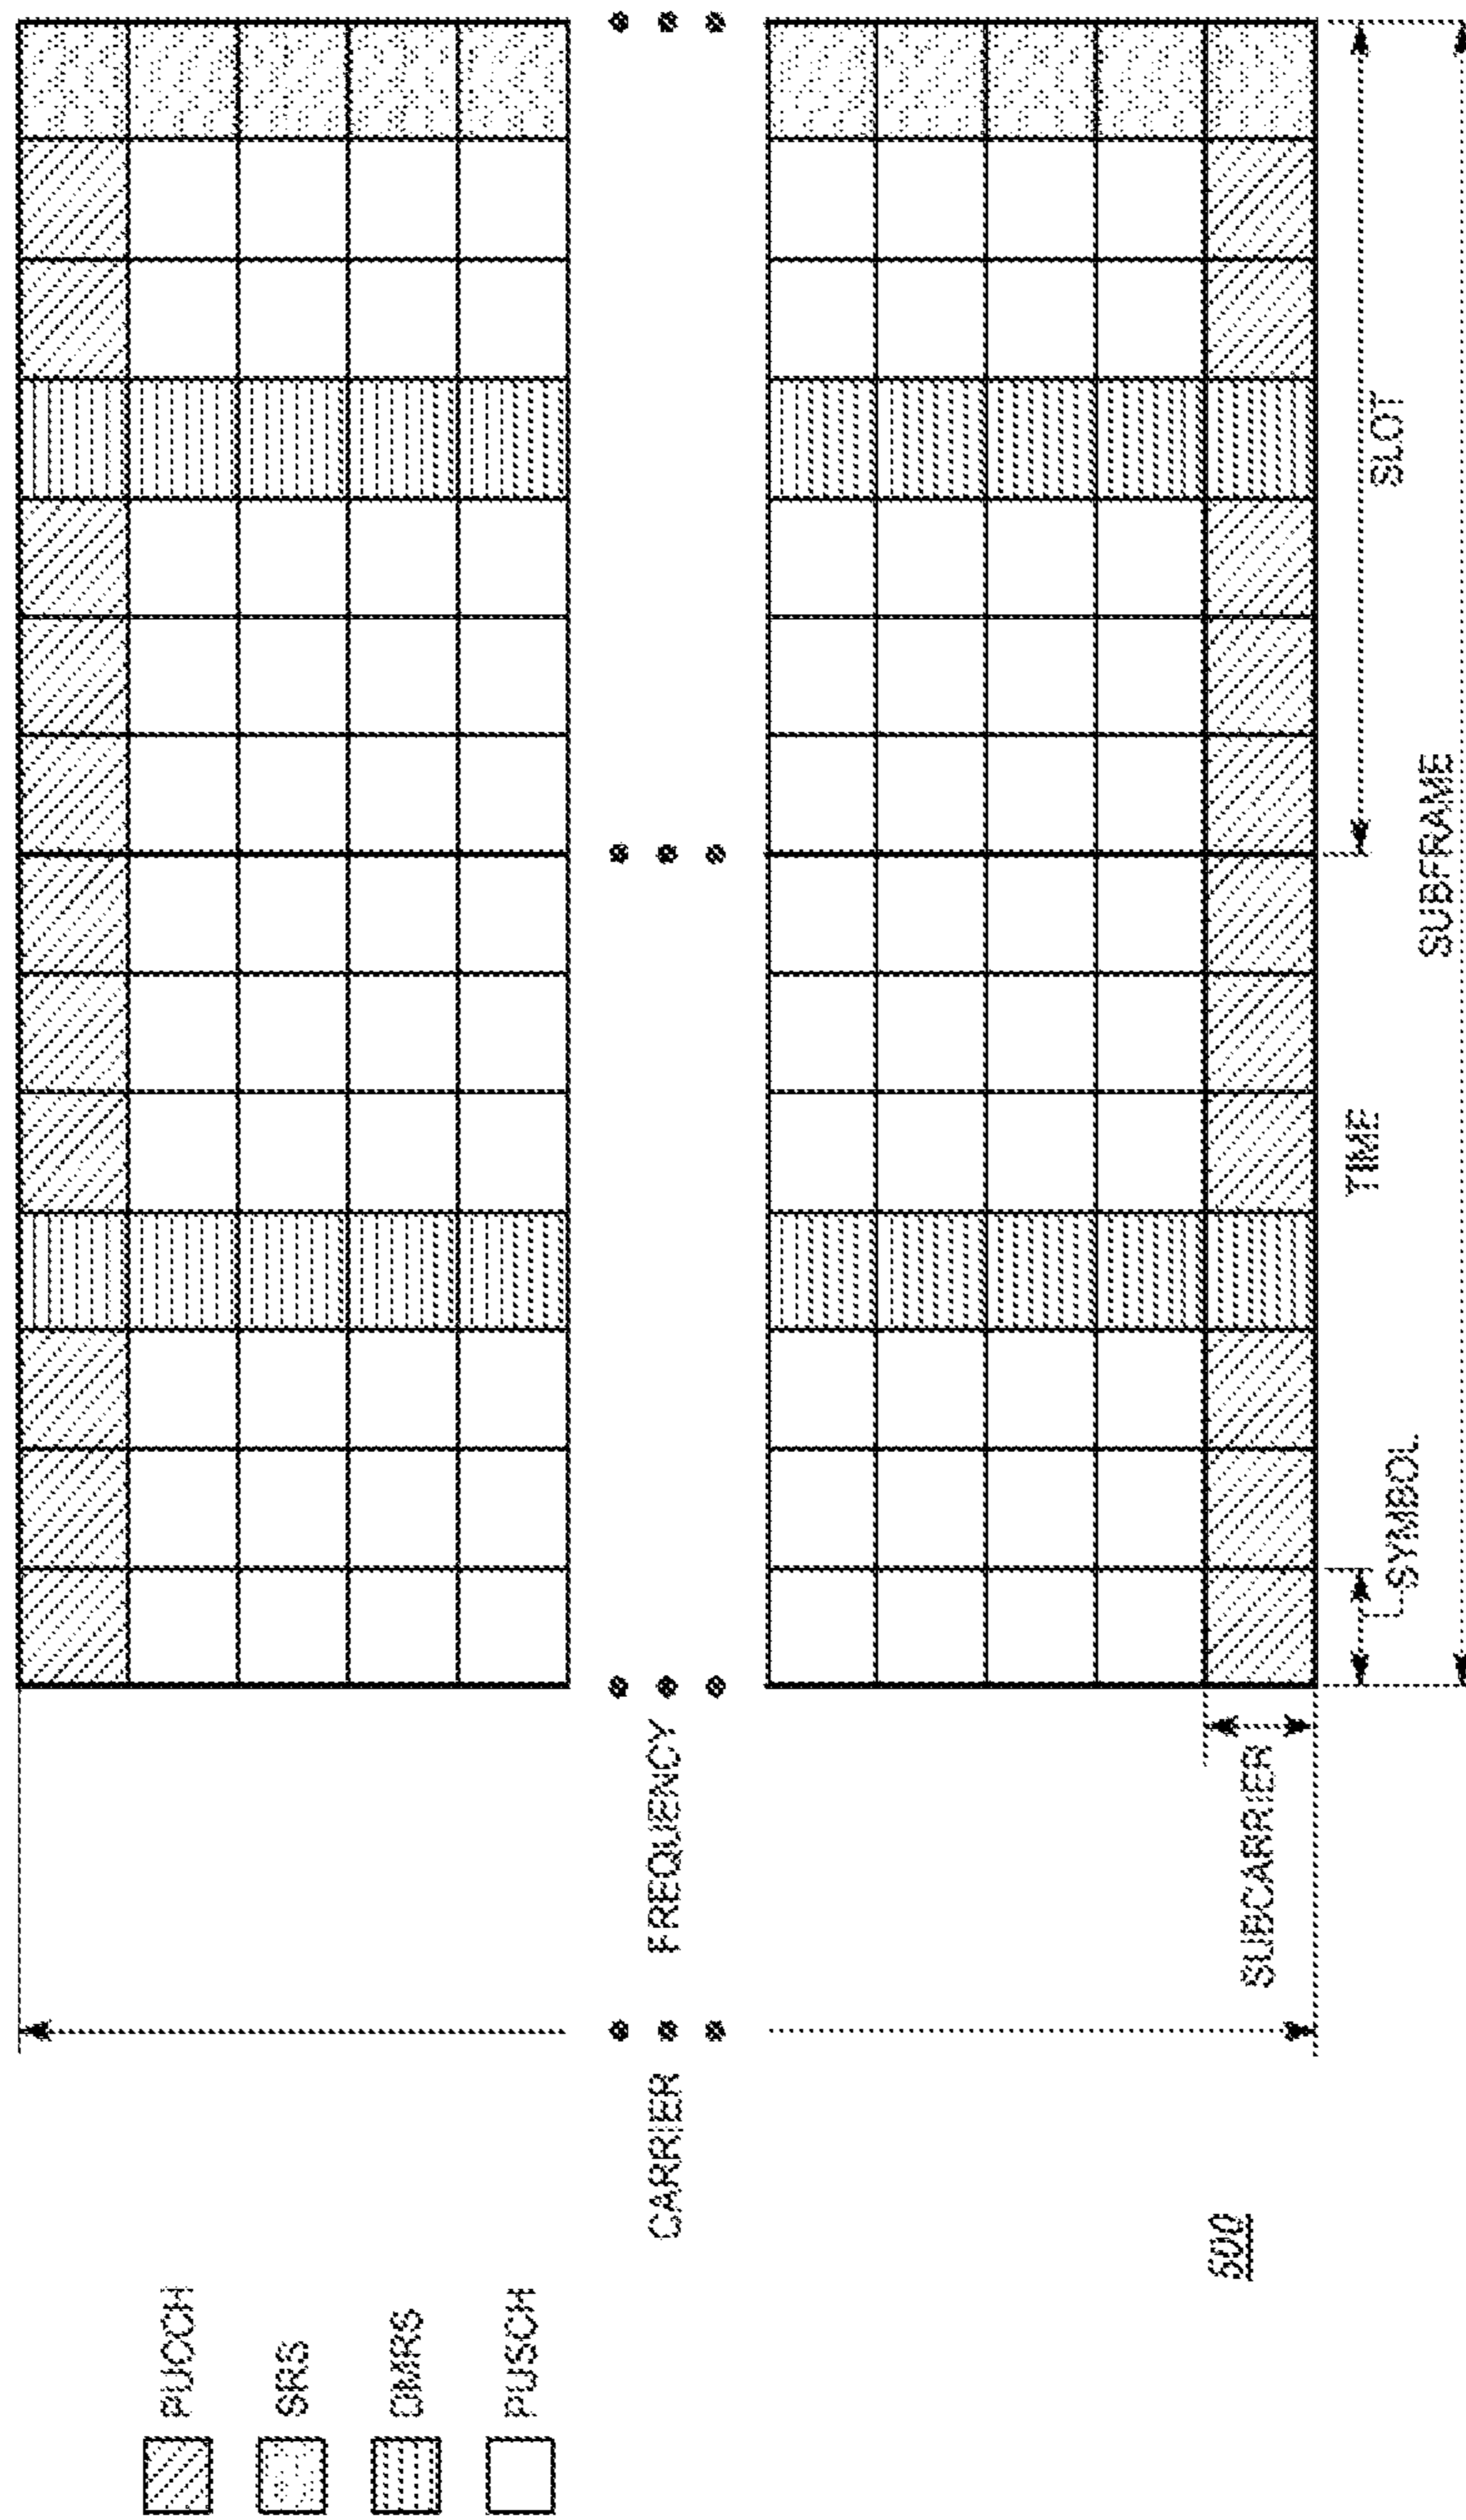 PUCCH
SRS
DMRS
PUSCH
CARRIER
FREQUENCY
SUBCARRIER
SYMBOL
TIME
SLOT
SUBFRAME
500